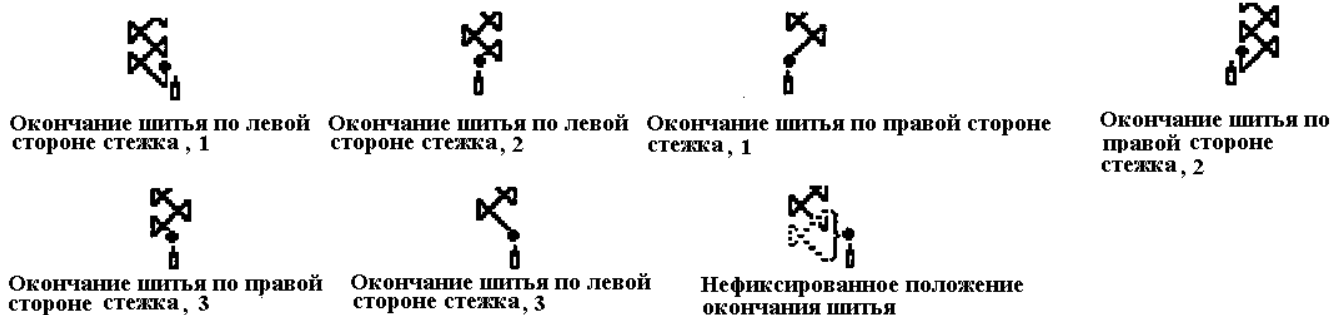 Окончание шитья по левой
стороне стежка , 1
Окончание шитья по левой
стороне стежка, 2
Окончание шитья по правой стороне
стежка, 1
Окончание шитья по
правой стороне
стежка, 2
Окончание шитья по правой
стороне стежка, 3
Окончание шитья по левой
стороне стежка, 3
Нефиксированное положение
окончания шитья